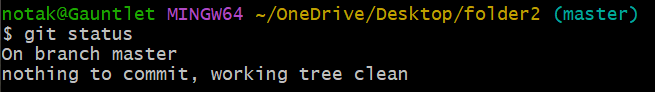 notak@Gauntlet MINGW64 ~/OneDrive/Desktop/folder2 (master)
$ git status
On branch master
nothing to commit, working tree clean